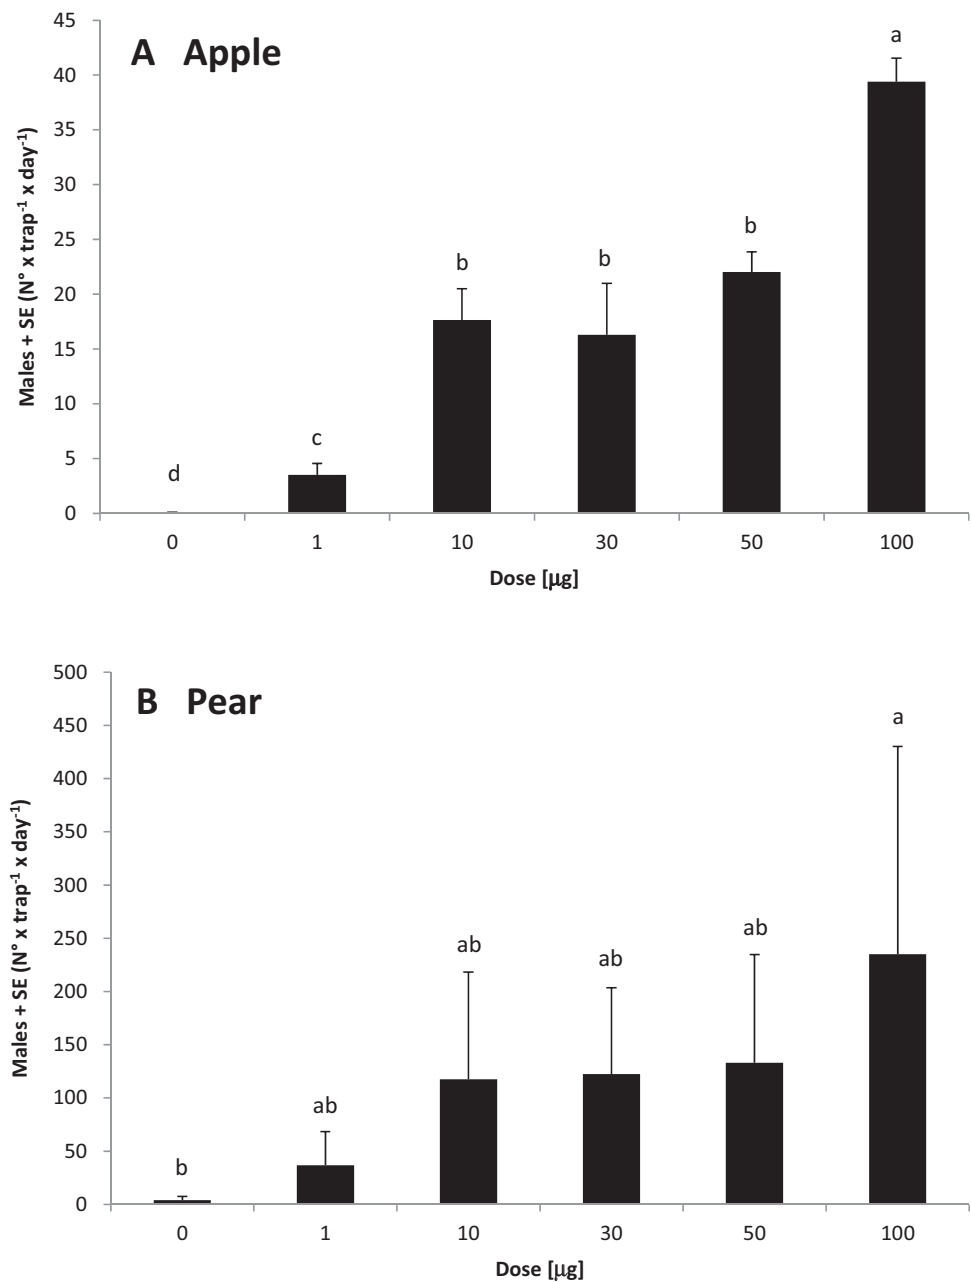 A Apple
Males + SE (N° x trap⁻¹ x day⁻¹)
45
40
35
30
25
20
15
10
5
0
d
c
b
b
b
a
0 1 10 30 50 100
Dose [µg]
B Pear
Males + SE (N° x trap⁻¹ x day⁻¹)
500
450
400
350
300
250
200
150
100
50
0
b
ab
ab
ab
ab
a
0 1 10 30 50 100
Dose [µg]